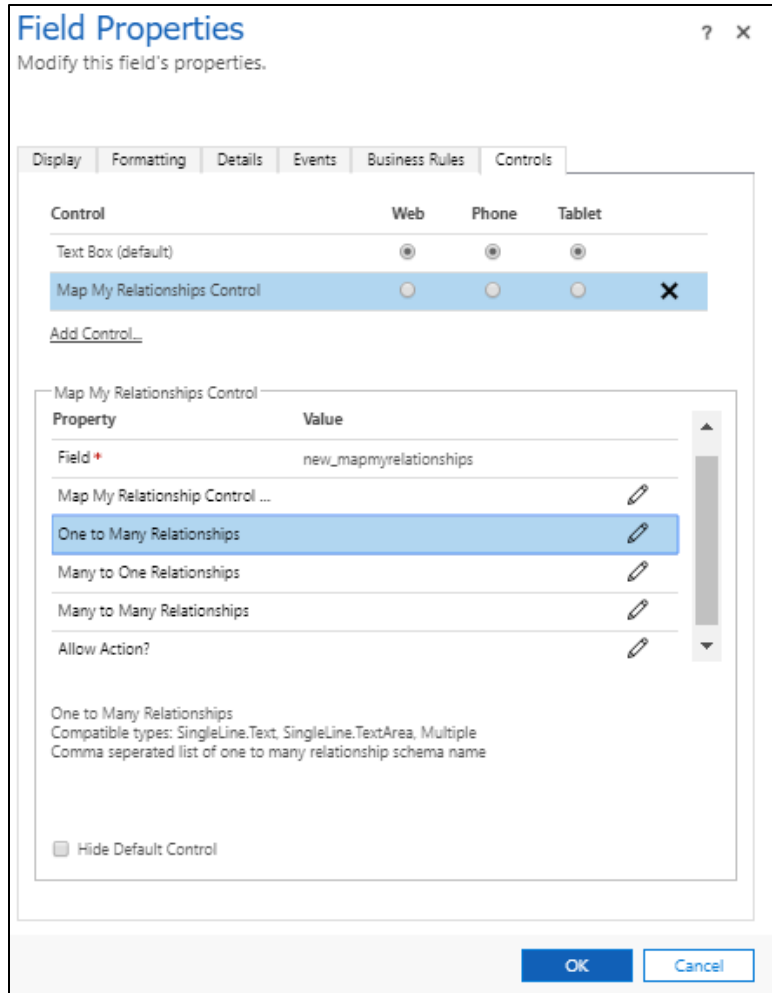 Field Properties
? ×
Modify this field's properties.
Display Formatting Details Events Business Rules Controls
Control Web Phone Tablet
Text Box (default)
Map My Relationships Control
Add Control...
Map My Relationships Control
Property Value
Field * new_mapmyrelationships
Map My Relationship Control ...
One to Many Relationships
Many to One Relationships
Many to Many Relationships
Allow Action?
One to Many Relationships
Compatible types: SingleLine.Text, SingleLine.TextArea, Multiple
Comma seperated list of one to many relationship schema name
Hide Default Control
OK Cancel